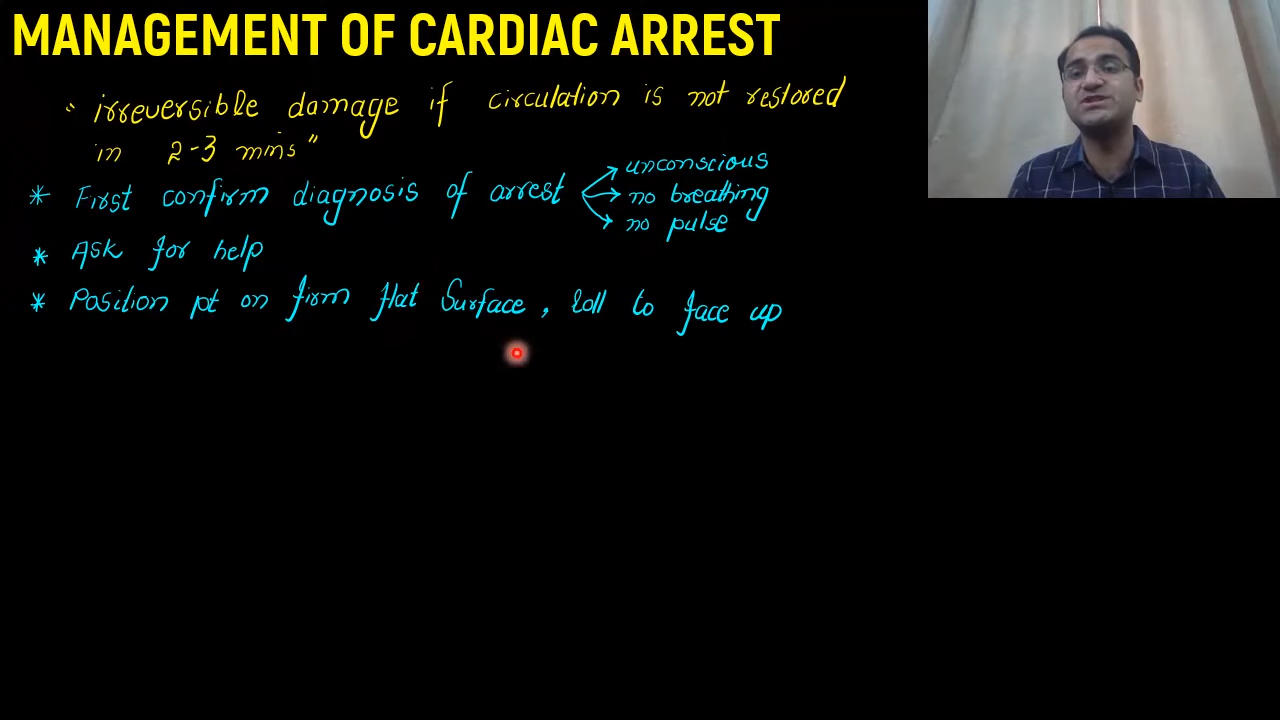 MANAGEMENT OF CARDIAC ARREST
" irreversible damage if circulation is not restored
in 2-3 mins "
* First confirm diagnosis of arrest → unconscious
→ no breathing
→ no pulse
* Ask for help
* Position pt on firm flat surface, roll to face up